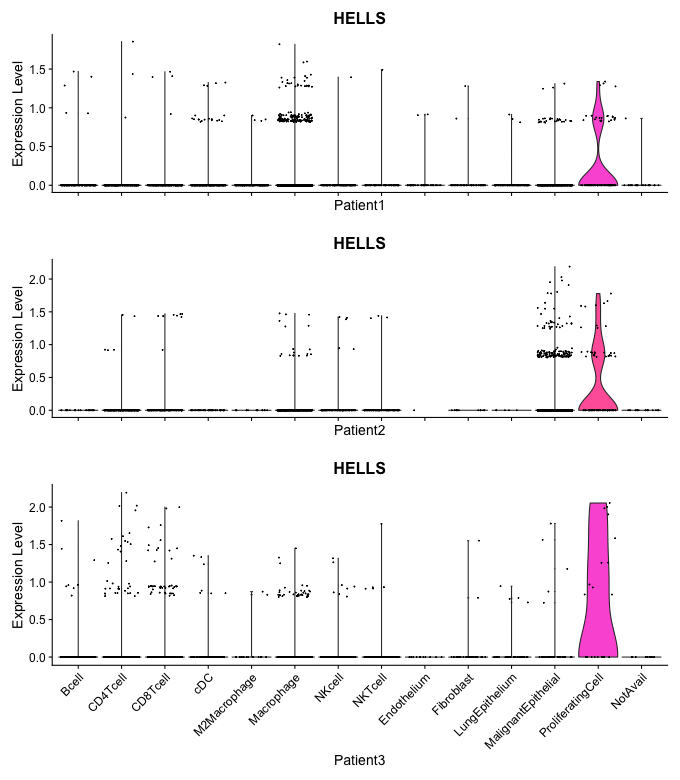 HELLS
Expression Level
1.5
1.0
0.5
0.0
Patient1
HELLS
Expression Level
2.0
1.5
1.0
0.5
0.0
Patient2
HELLS
Expression Level
2.0
1.5
1.0
0.5
0.0
Bcell
CD4Tcell
CD8Tcell
cDC
M2Macrophage
Macrophage
NKcell
NKTcell
Endothelium
Fibroblast
LungEpithelium
MalignantEpithelial
ProliferatingCell
NotAvail
Patient3